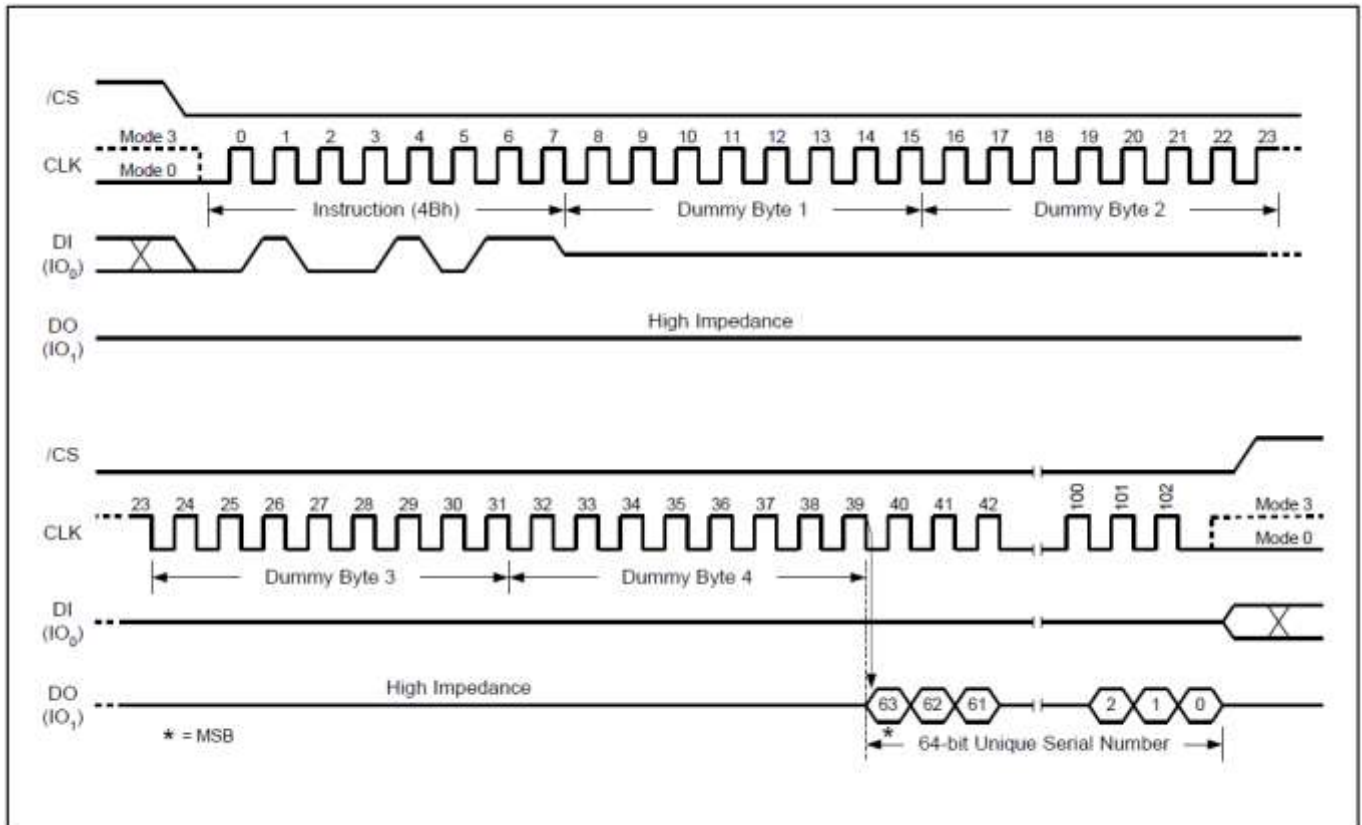 /CS
Mode 3 0 1 2 3 4 5 6 7 8 9 10 11 12 13 14 15 16 17 18 19 20 21 22 23
CLK
Mode 0
Instruction (4Bh) Dummy Byte 1 Dummy Byte 2
DI
(IO0)
DO
(IO1)
High Impedance
/CS
23 24 25 26 27 28 29 30 31 32 33 34 35 36 37 38 39 40 41 42 100 101 102 Mode 3
CLK
Mode 0
Dummy Byte 3 Dummy Byte 4
DI
(IO0)
DO
(IO1)
High Impedance
63 62 61 2 1 0
* = MSB
* 64-bit Unique Serial Number